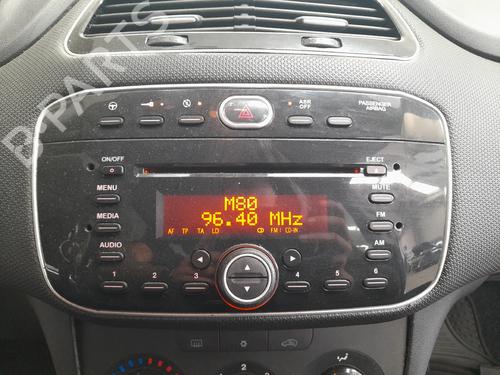 B-PARTS
ASR
OFF
PASSENGER
AIRBAG
ON/OFF
EJECT
MENU
MUTE
M80
96.40 MHz
MEDIA
FM
AF TP TA LD CD FM1 CD-IN
AUDIO
AM
1 2 3 4 5 6